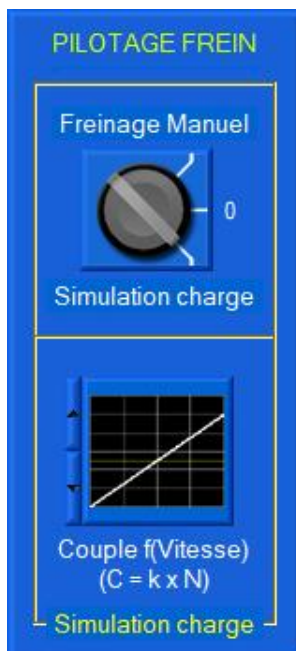 PILOTAGE FREIN
Freinage Manuel
0
Simulation charge
Couple f(Vitesse)
(C = k x N)
Simulation charge